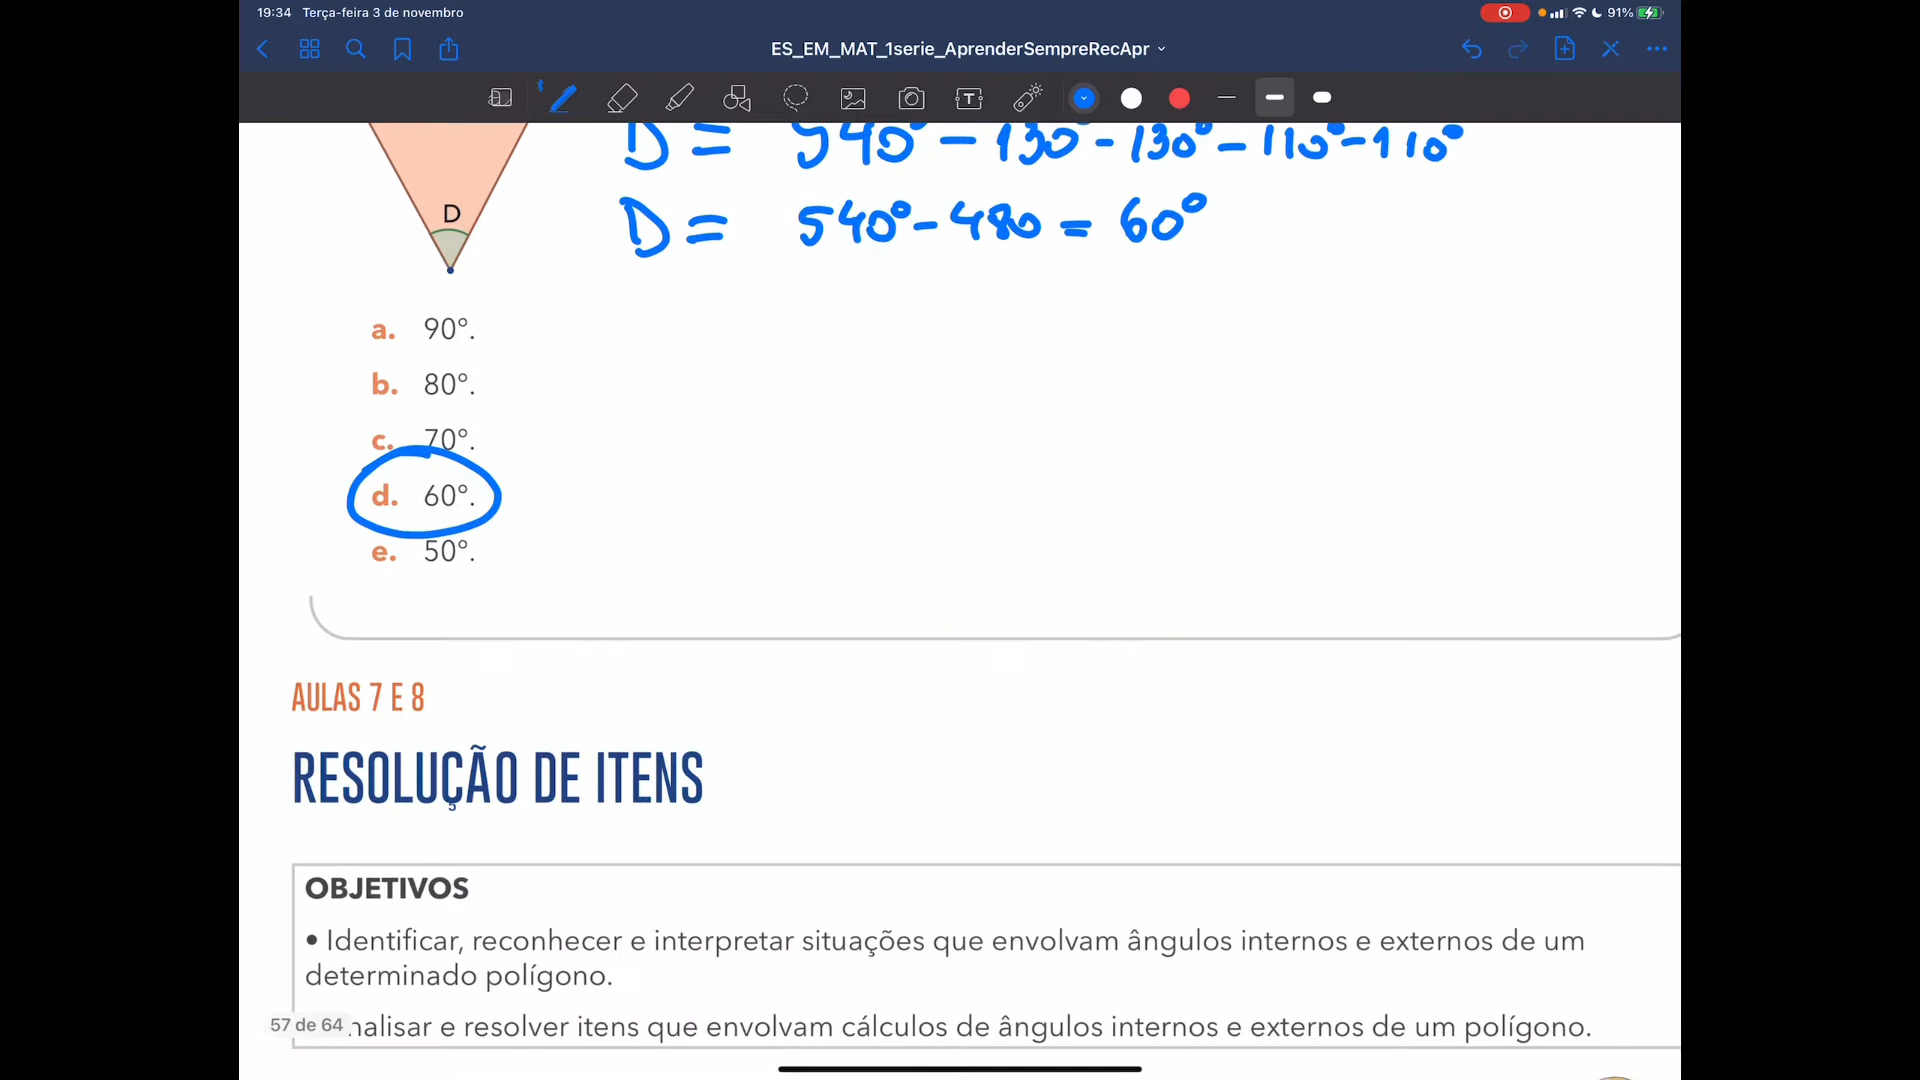 19:34 Terça-feira 3 de novembro
91%
ES_EM_MAT_1serie_AprenderSempreRecApr
T
D = 540° - 130° - 130° - 110° - 110°
D = 540° - 480 = 60°
D
a. 90°.
b. 80°.
c. 70°.
d. 60°.
e. 50°.
AULAS 7 E 8
RESOLUÇÃO DE ITENS
OBJETIVOS
• Identificar, reconhecer e interpretar situações que envolvam ângulos internos e externos de um
determinado polígono.
nalisar e resolver itens que envolvam cálculos de ângulos internos e externos de um polígono.
57 de 64